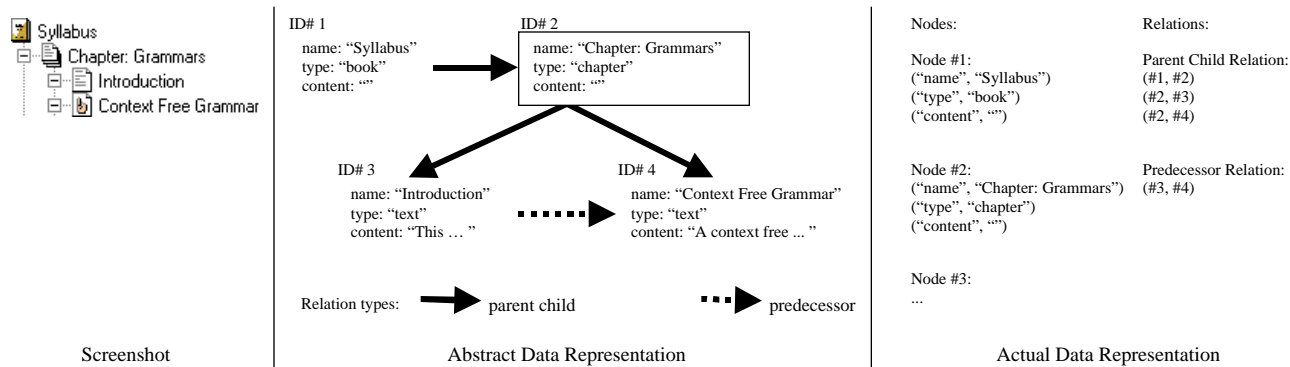 Syllabus
Chapter: Grammars
Introduction
Context Free Grammar
Screenshot
ID# 1
name: “Syllabus”
type: “book”
content: “”
ID# 2
name: “Chapter: Grammars”
type: “chapter”
content: “”
ID# 3
name: “Introduction”
type: “text”
content: “This … ”
ID# 4
name: “Context Free Grammar”
type: “text”
content: “A context free ... ”
Relation types:
parent child
predecessor
Abstract Data Representation
Nodes:
Node #1:
(“name”, “Syllabus”)
(“type”, “book”)
(“content”, “”)
Node #2:
(“name”, “Chapter: Grammars”)
(“type”, “chapter”)
(“content”, “”)
Node #3:
...
Relations:
Parent Child Relation:
(#1, #2)
(#2, #3)
(#2, #4)
Predecessor Relation:
(#3, #4)
Actual Data Representation